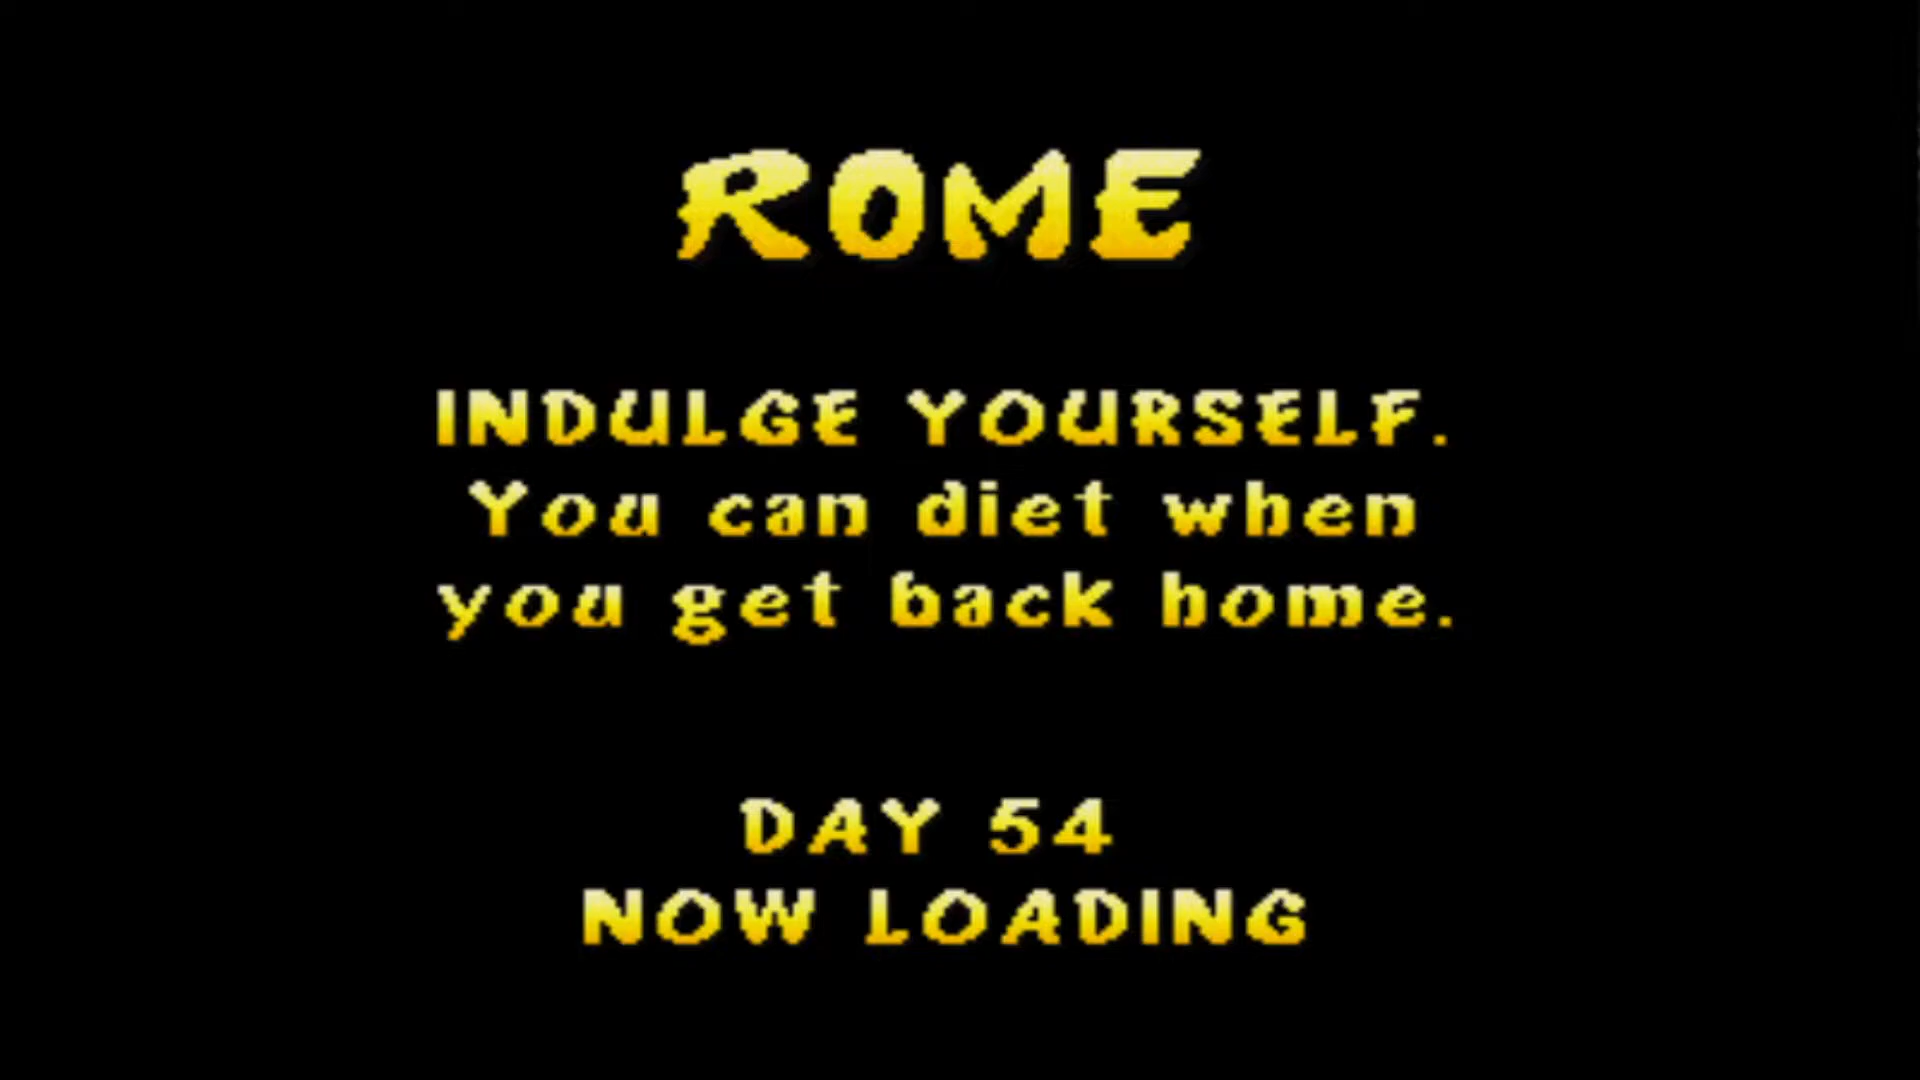 ROME
INDULGE YOURSELF.
You can diet when
you get back home.
DAY 54
NOW LOADING